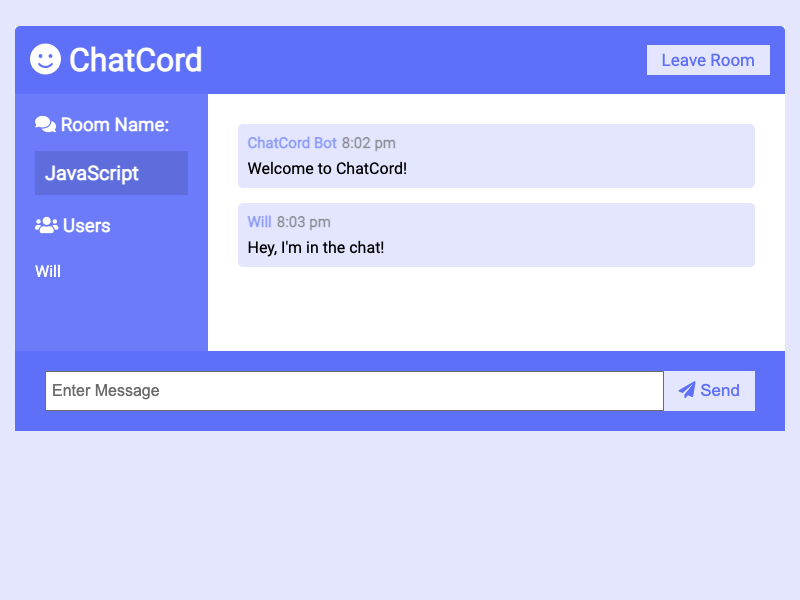 ChatCord
Leave Room
Room Name:
JavaScript
Users
Will
ChatCord Bot 8:02 pm
Welcome to ChatCord!
Will 8:03 pm
Hey, I'm in the chat!
Enter Message
Send